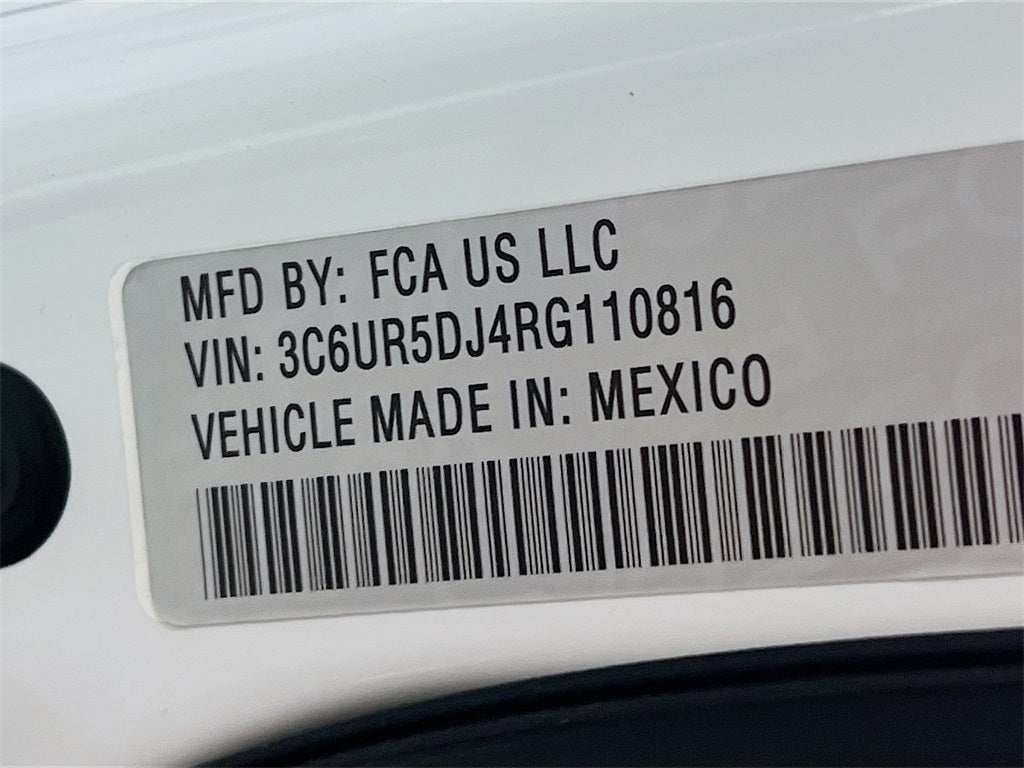 MFD BY: FCA US LLC
VIN: 3C6UR5DJ4RG110816
VEHICLE MADE IN: MEXICO